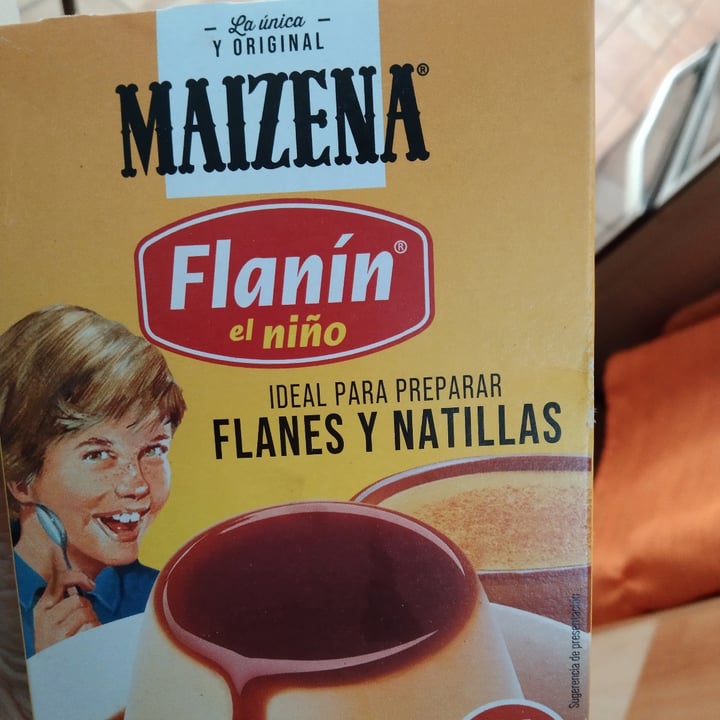 La única
Y ORIGINAL
MAIZENA®
Flanín®
el niño
IDEAL PARA PREPARAR
FLANES Y NATILLAS
Sugerencia de presentación